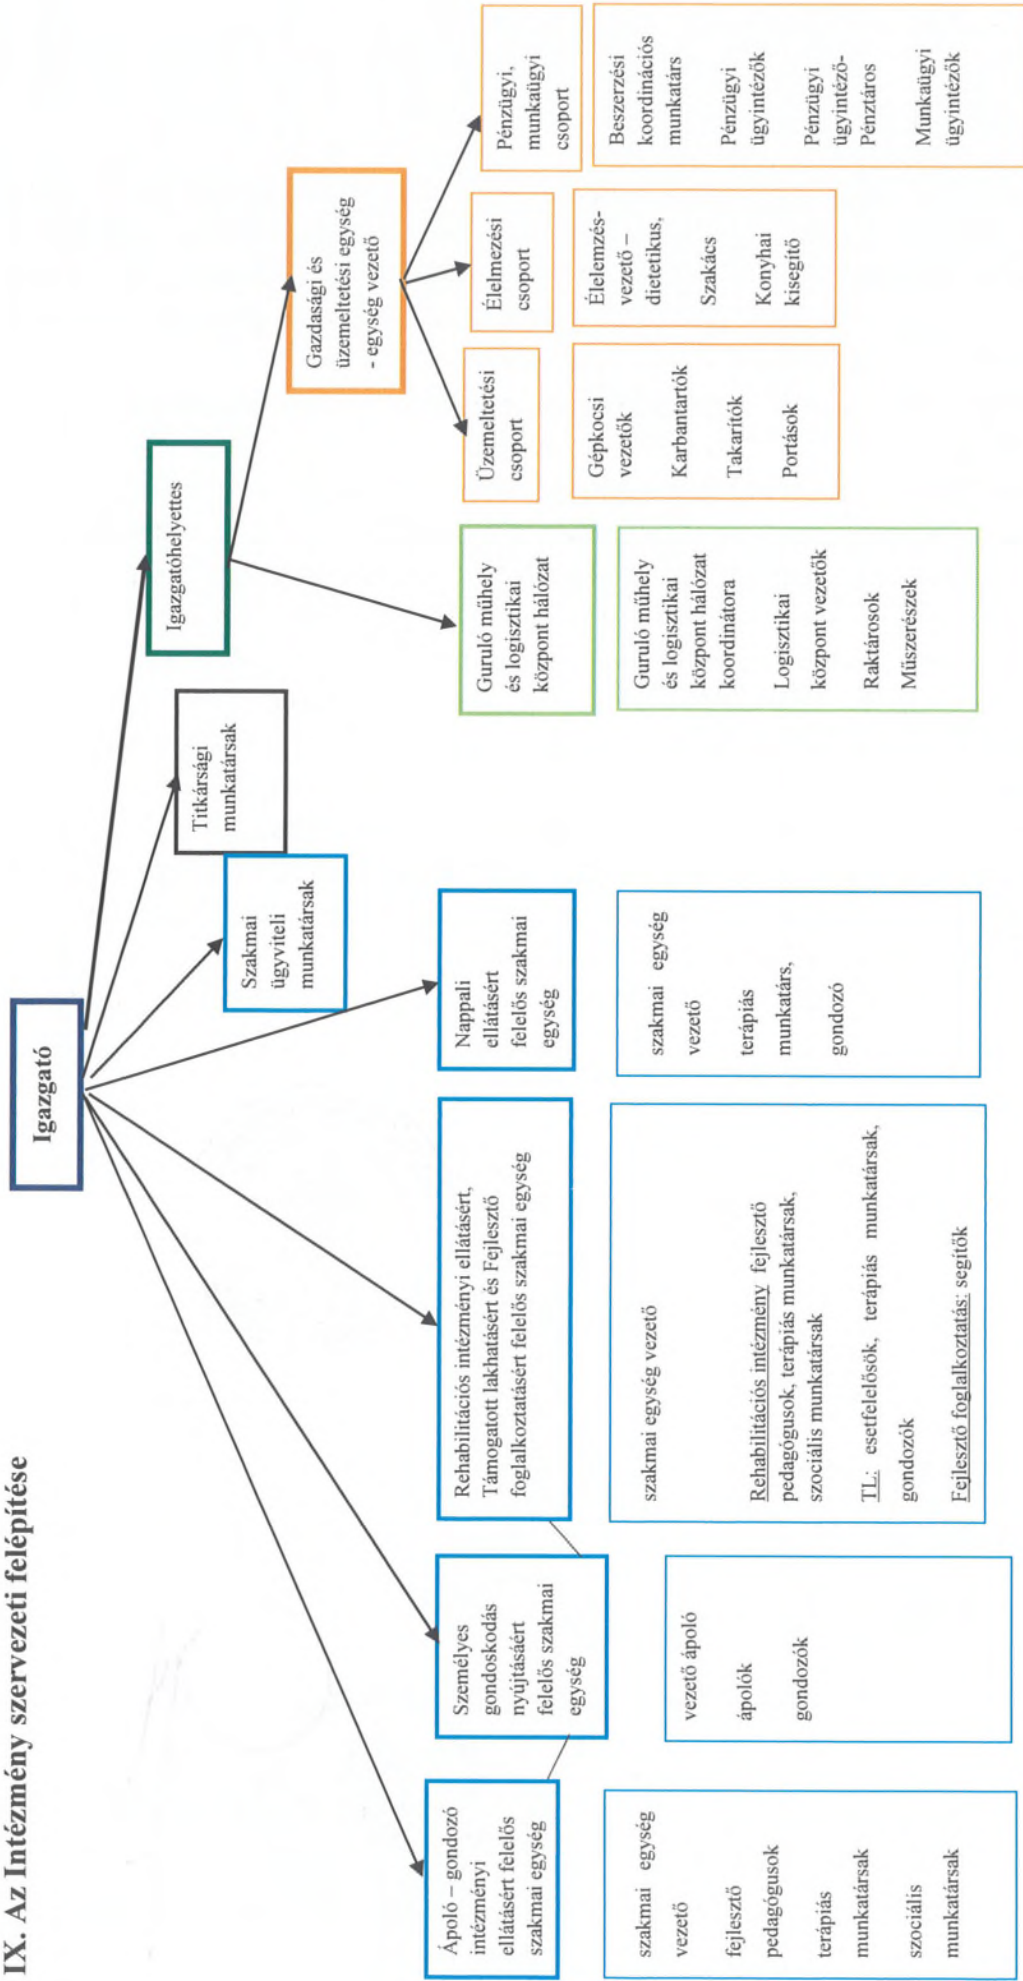 IX. Az Intézmény szervezeti felépítése
Igazgató
Igazgatóhelyettes
Titkársági
munkatársak
Szakmai
ügyviteli
munkatársak
Gazdasági és
üzemeltetési egység
- egység vezető
Ápoló – gondozó
intézményi
ellátásért felelős
szakmai egység
Személyes
gondoskodás
nyújtásáért
felelős szakmai
egység
Rehabilitációs intézményi ellátásért,
Támogatott lakhatásért és Fejlesztő
foglalkoztatásért felelős szakmai egység
Nappali
ellátásért
felelős szakmai
egység
Guruló műhely
és logisztikai
központ hálózat
Üzemeltetési
csoport
Élelmezési
csoport
Pénzügyi,
munkaügyi
csoport
szakmai egység
vezető
fejlesztő
pedagógusok
terápiás
munkatársak
szociális
munkatársak
vezető ápoló
ápolók
gondozók
szakmai egység vezető
Rehabilitációs intézmény fejlesztő
pedagógusok, terápiás munkatársak,
szociális munkatársak
TL: esetfelelősök, terápiás munkatársak,
gondozók
Fejlesztő foglalkoztatás: segítők
szakmai egység
vezető
terápiás
munkatárs,
gondozó
Guruló műhely
és logisztikai
központ hálózat
koordinátora
Logisztikai
központ vezetők
Raktárosok
Műszerészek
Gépkocsi
vezetők
Karbantartók
Takarítók
Portások
Élelemzés-
vezető –
dietetikus,
Szakács
Konyhai
kisegítő
Beszerzési
koordinációs
munkatárs
Pénzügyi
ügyintézők
Pénzügyi
ügyintéző-
Pénztáros
Munkaügyi
ügyintézők